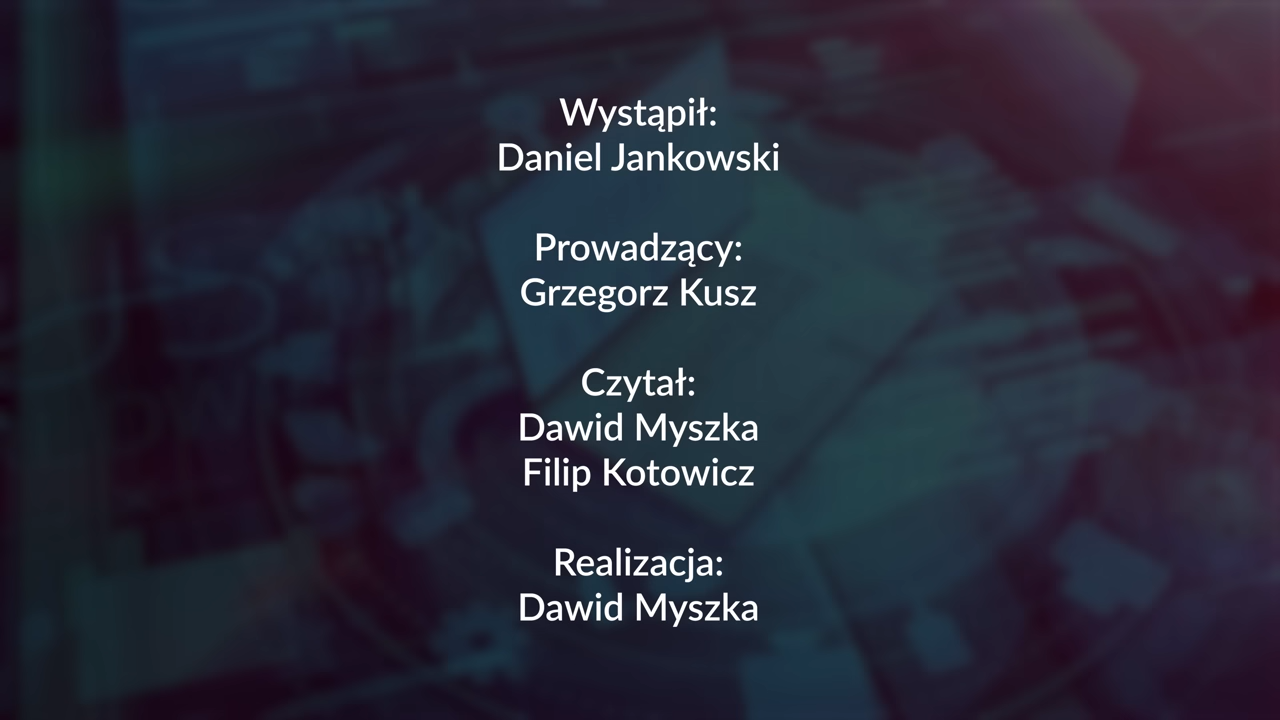 Wystąpił:
Daniel Jankowski
Prowadzący:
Grzegorz Kusz
Czytał:
Dawid Myszka
Filip Kotowicz
Realizacja:
Dawid Myszka